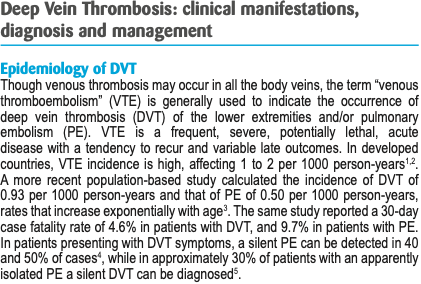 Deep Vein Thrombosis: clinical manifestations,
diagnosis and management
Epidemiology of DVT
Though venous thrombosis may occur in all the body veins, the term “venous
thromboembolism” (VTE) is generally used to indicate the occurrence of
deep vein thrombosis (DVT) of the lower extremities and/or pulmonary
embolism (PE). VTE is a frequent, severe, potentially lethal, acute
disease with a tendency to recur and variable late outcomes. In developed
countries, VTE incidence is high, affecting 1 to 2 per 1000 person-years1,2.
A more recent population-based study calculated the incidence of DVT of
0.93 per 1000 person-years and that of PE of 0.50 per 1000 person-years,
rates that increase exponentially with age3. The same study reported a 30-day
case fatality rate of 4.6% in patients with DVT, and 9.7% in patients with PE.
In patients presenting with DVT symptoms, a silent PE can be detected in 40
and 50% of cases4, while in approximately 30% of patients with an apparently
isolated PE a silent DVT can be diagnosed5.